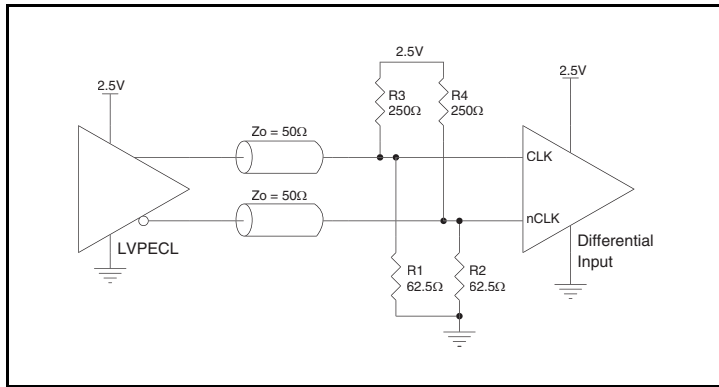 2.5V
2.5V
2.5V
R3
250Ω
R4
250Ω
Zo = 50Ω
CLK
Zo = 50Ω
nCLK
LVPECL
Differential
Input
R1
62.5Ω
R2
62.5Ω